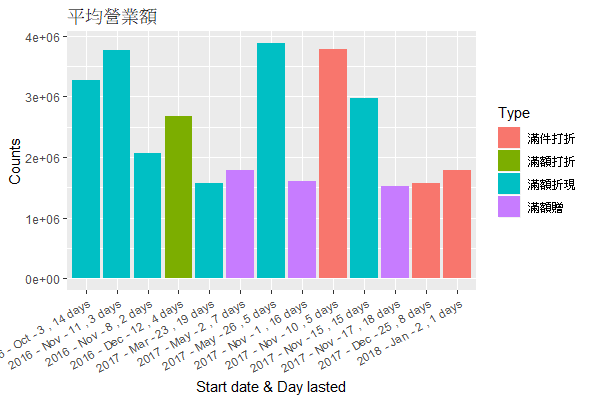 平均營業額
4e+06
3e+06
2e+06
1e+06
0e+00
Counts
6 - Oct - 3 , 14 days
2016 - Nov - 11 , 3 days
2016 - Nov - 8 , 2 days
2016 - Dec - 12 , 4 days
2017 - Mar - 23 , 19 days
2017 - May - 2 , 7 days
2017 - May - 26 , 5 days
2017 - Nov - 1 , 16 days
2017 - Nov - 10 , 5 days
2017 - Nov - 15 , 15 days
2017 - Nov - 17 , 18 days
2017 - Dec - 25 , 8 days
2018 - Jan - 2 , 1 days
Start date & Day lasted
Type
滿件打折
滿額打折
滿額折現
滿額贈